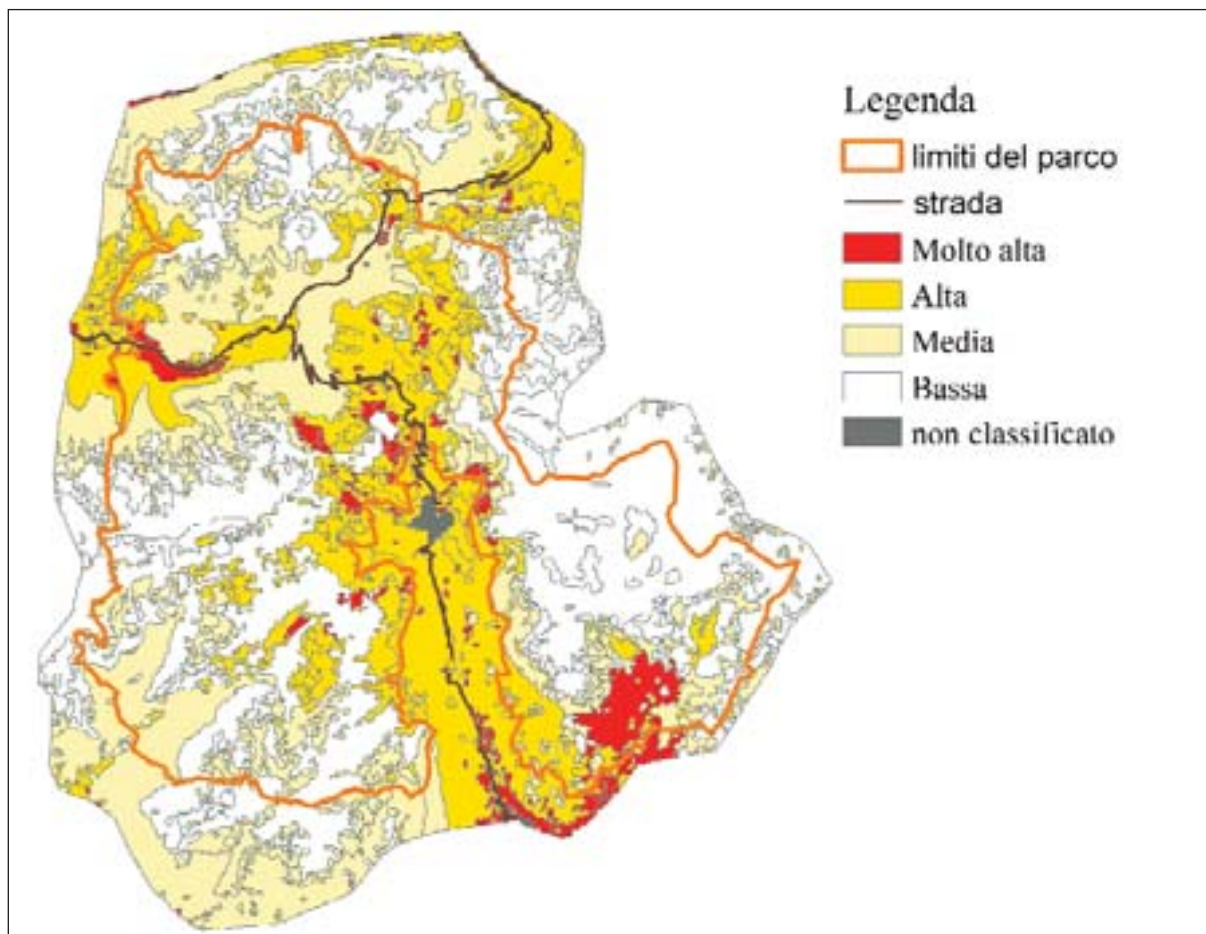 Legenda
limiti del parco
strada
Molto alta
Alta
Media
Bassa
non classificato